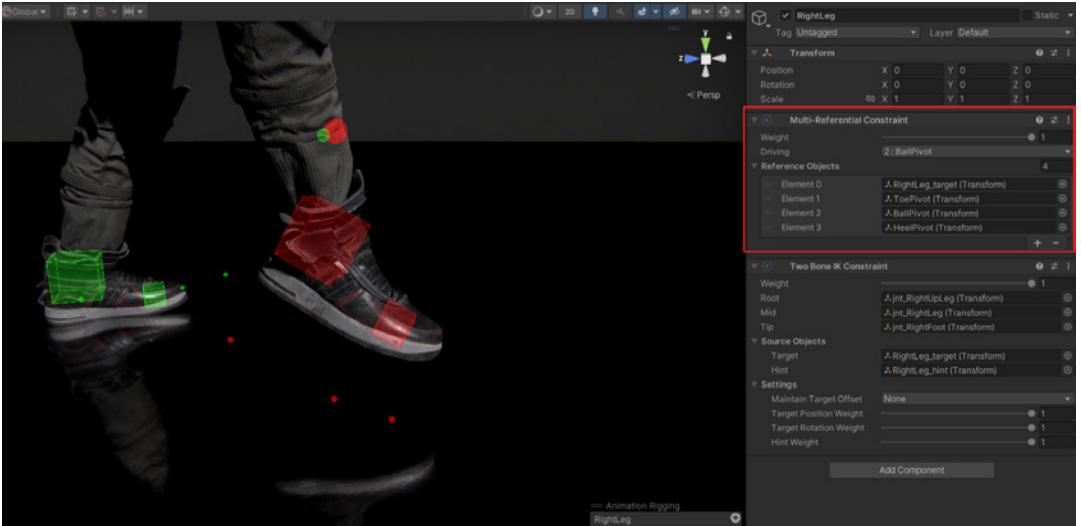 Global
2D
y
z
Persp
Animation Rigging
RightLeg
RightLeg
Static
Tag Untagged Layer Default
Transform
Position X 0 Y 0 Z 0
Rotation X 0 Y 0 Z 0
Scale X 1 Y 1 Z 1
Multi-Referential Constraint
Weight 1
Driving 2 : BallPivot
Reference Objects 4
Element 0 RightLeg_target (Transform)
Element 1 ToePivot (Transform)
Element 2 BallPivot (Transform)
Element 3 HeelPivot (Transform)
+ -
Two Bone IK Constraint
Weight 1
Root jnt_RightUpLeg (Transform)
Mid jnt_RightLeg (Transform)
Tip jnt_RightFoot (Transform)
Source Objects
Target RightLeg_target (Transform)
Hint RightLeg_hint (Transform)
Settings
Maintain Target Offset None
Target Position Weight 1
Target Rotation Weight 1
Hint Weight 1
Add Component